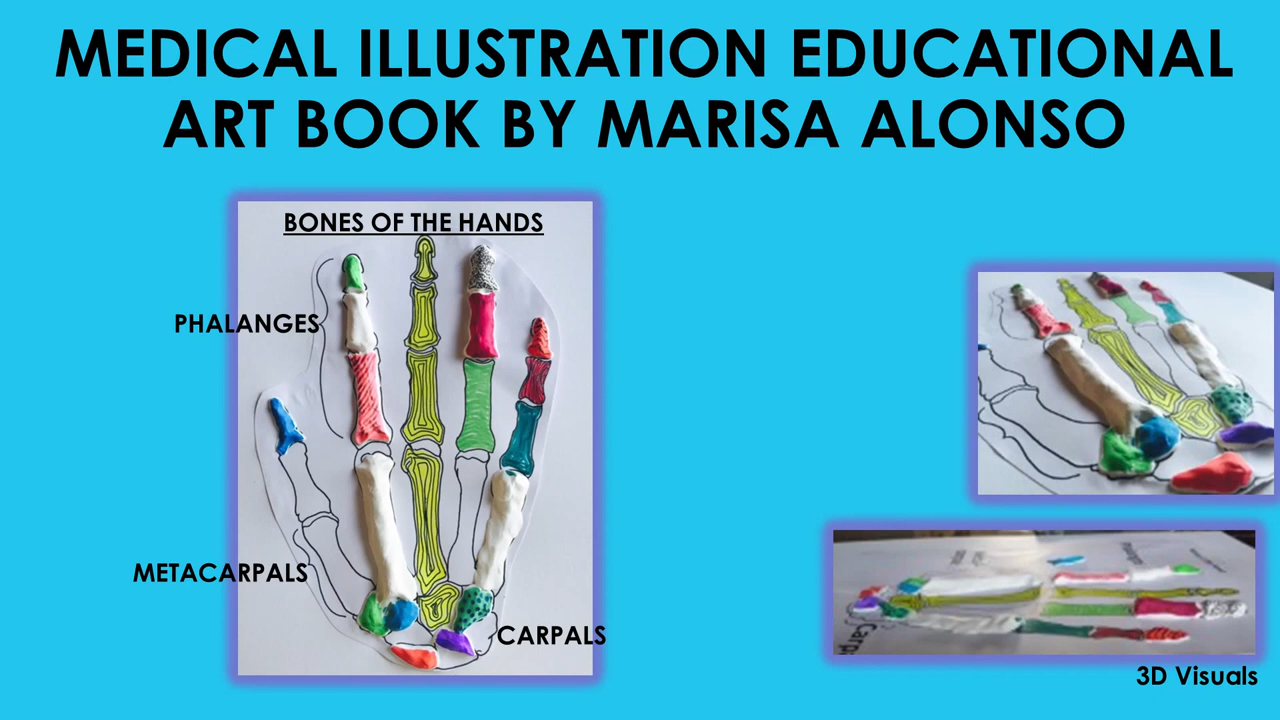 MEDICAL ILLUSTRATION EDUCATIONAL
ART BOOK BY MARISA ALONSO
BONES OF THE HANDS
PHALANGES
METACARPALS
CARPALS
3D Visuals